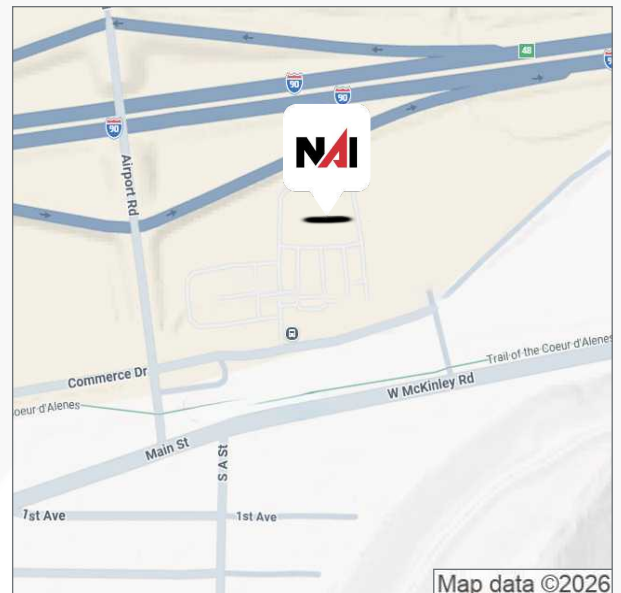 48
90
90
90
NAI
Airport Rd
Commerce Dr
Trail of the Coeur d'Alenes
oeur d'Alenes
W McKinley Rd
Main St
S A St
1st Ave
1st Ave
Map data ©2026